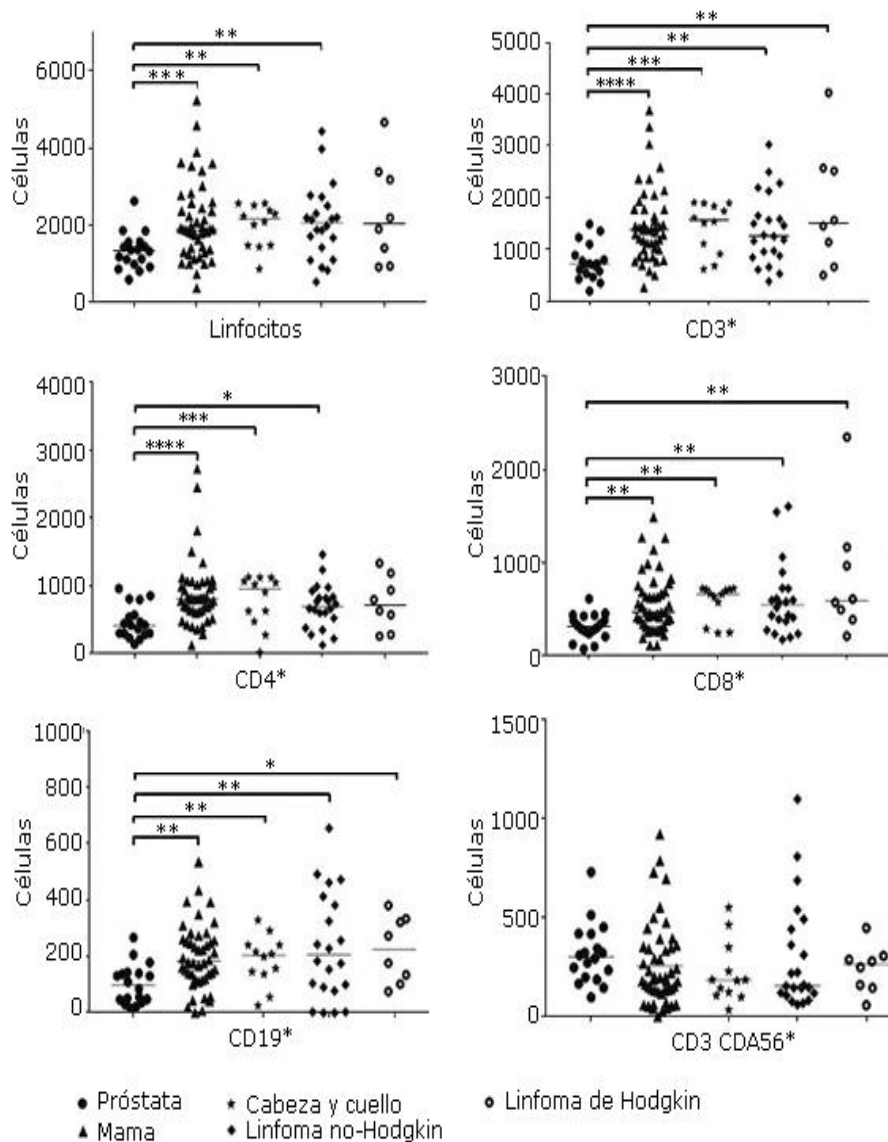 ** **
** **
*** ***
****
Células 6000 4000 2000 0
Células 5000 4000 3000 2000 1000 0
Linfocitos CD3*
* **
*** **
**** **
**
Células 4000 3000 2000 1000 0
Células 3000 2000 1000 0
CD4* CD8*
*
**
**
**
Células 1000 800 600 400 200 0
Células 1500 1000 500 0
CD19* CD3 CDA56*
Próstata Cabeza y cuello Linfoma de Hodgkin
Mama Linfoma no-Hodgkin